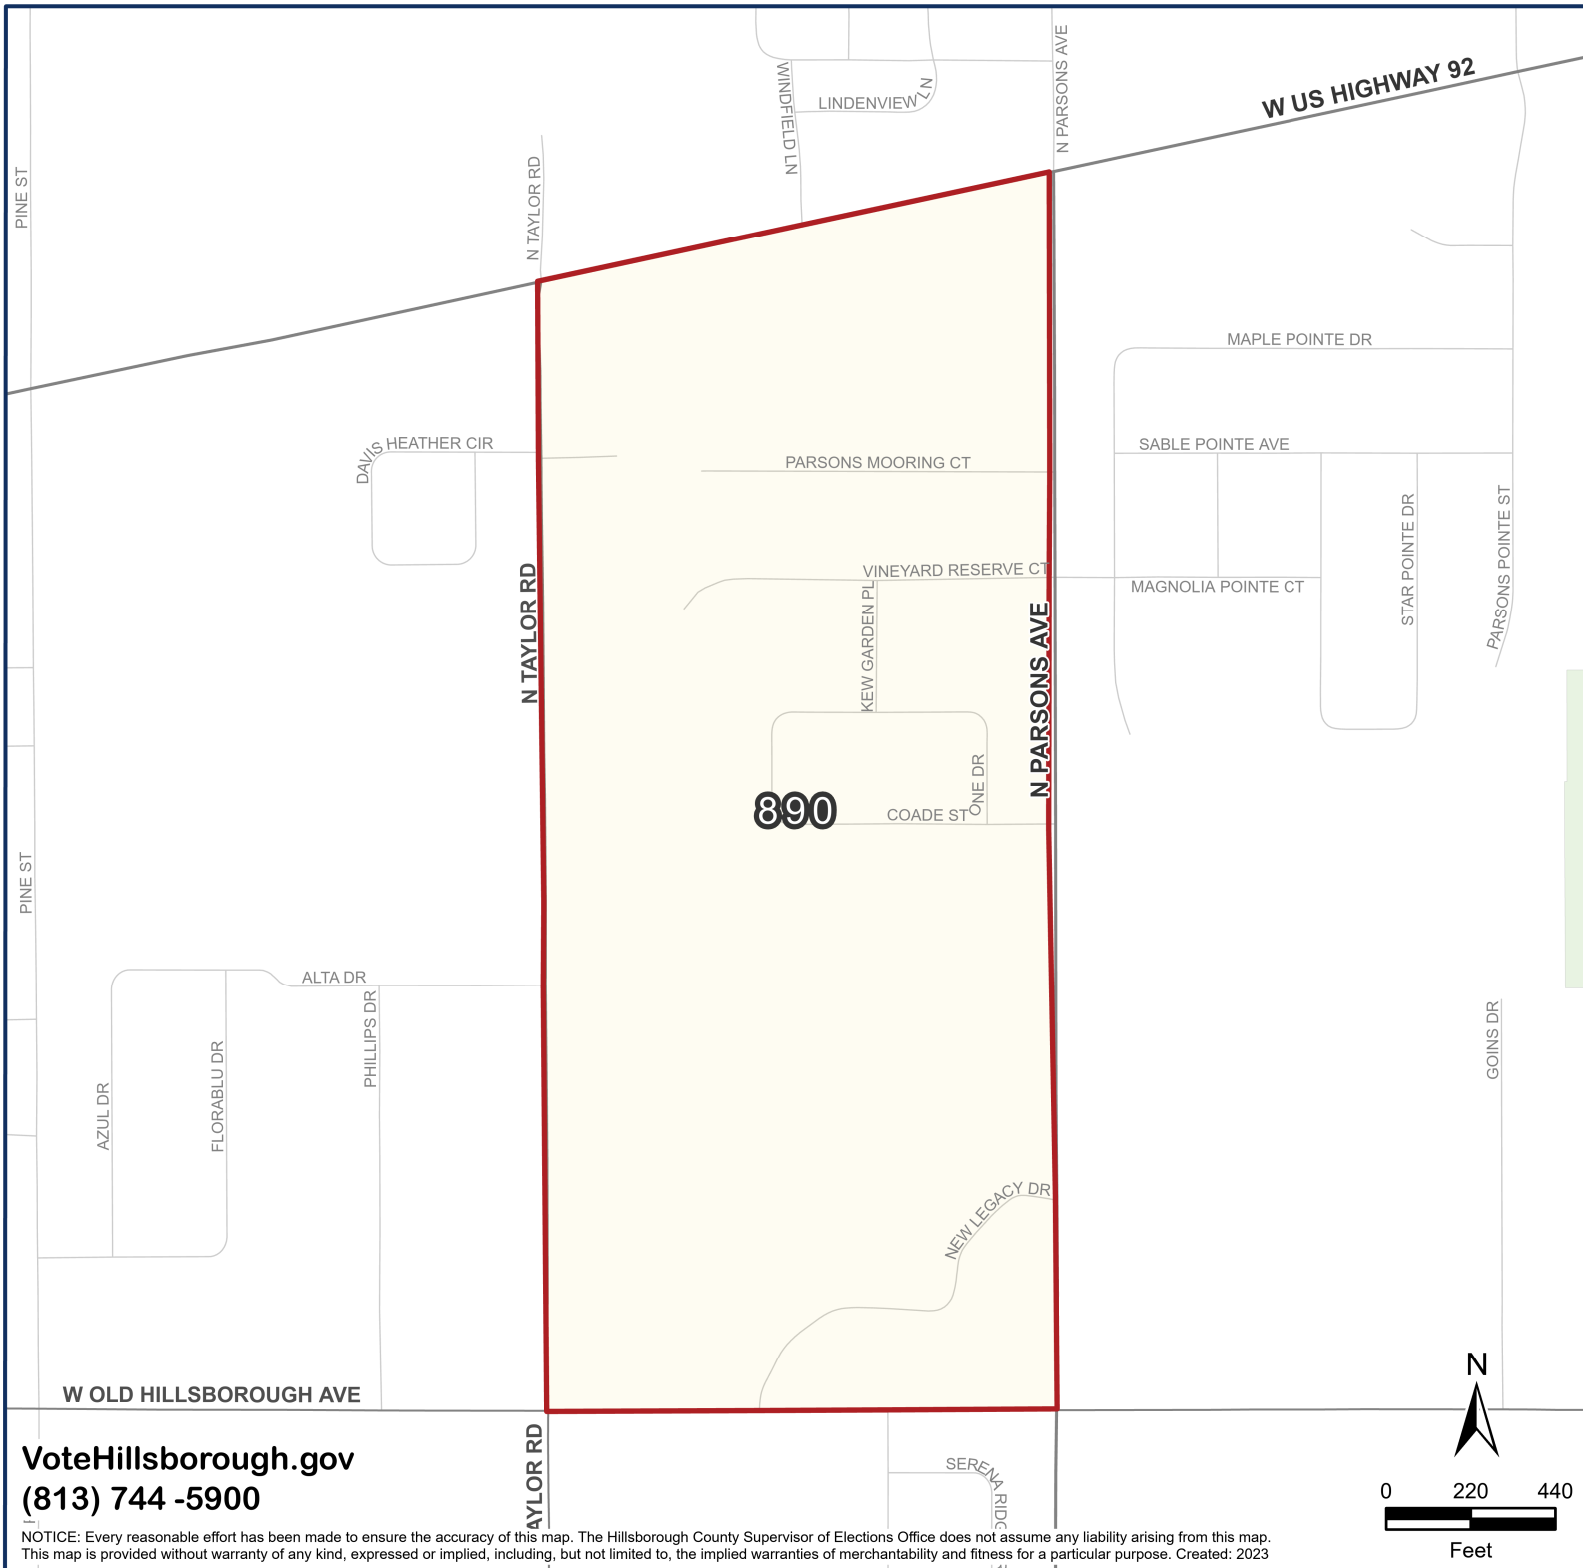 N PARSONS AVE
W US HIGHWAY 92
WINDFIELD LN
LINDENVIEW LN
PINE ST
N TAYLOR RD
MAPLE POINTE DR
DAVIS HEATHER CIR
SABLE POINTE AVE
PARSONS MOORING CT
STAR POINTE DR
PARSONS POINTE ST
VINEYARD RESERVE CT
MAGNOLIA POINTE CT
N TAYLOR RD
KEW GARDEN PL
N PARSONS AVE
ONE DR
890
COADE ST
PINE ST
ALTA DR
PHILLIPS DR
GOINS DR
FLORABLU DR
AZUL DR
NEW LEGACY DR
W OLD HILLSBOROUGH AVE
N
VoteHillsborough.gov
(813) 744 -5900
AYLOR RD
SERENA RIDG
0 220 440
Feet
NOTICE: Every reasonable effort has been made to ensure the accuracy of this map. The Hillsborough County Supervisor of Elections Office does not assume any liability arising from this map.
This map is provided without warranty of any kind, expressed or implied, including, but not limited to, the implied warranties of merchantability and fitness for a particular purpose. Created: 2023